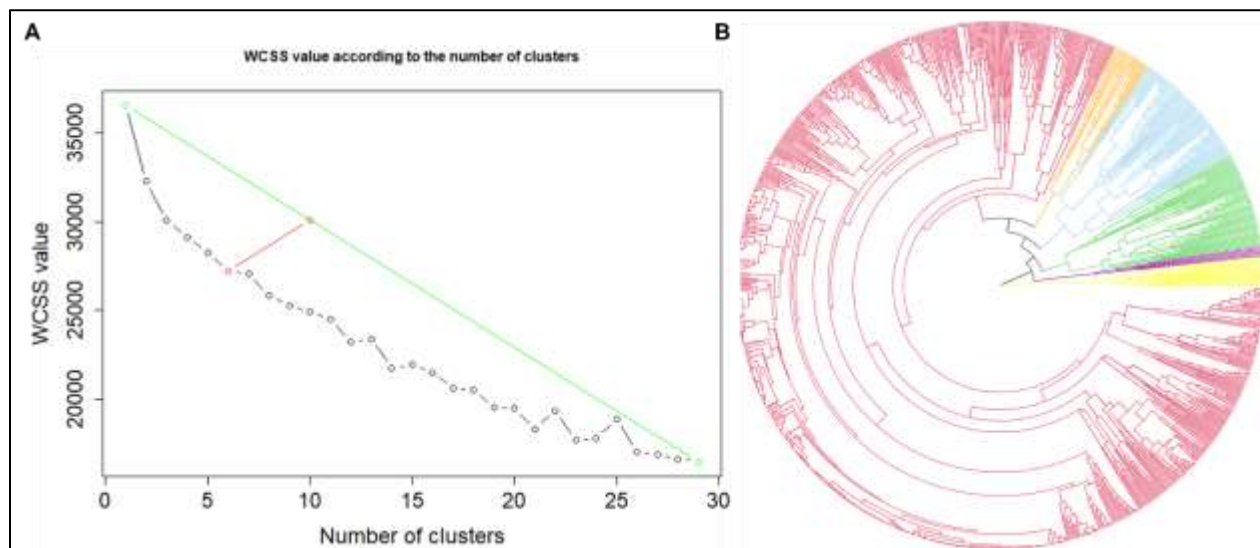 A
B
WCSS value according to the number of clusters
WCSS value
35000
30000
25000
20000
0 5 10 15 20 25 30
Number of clusters